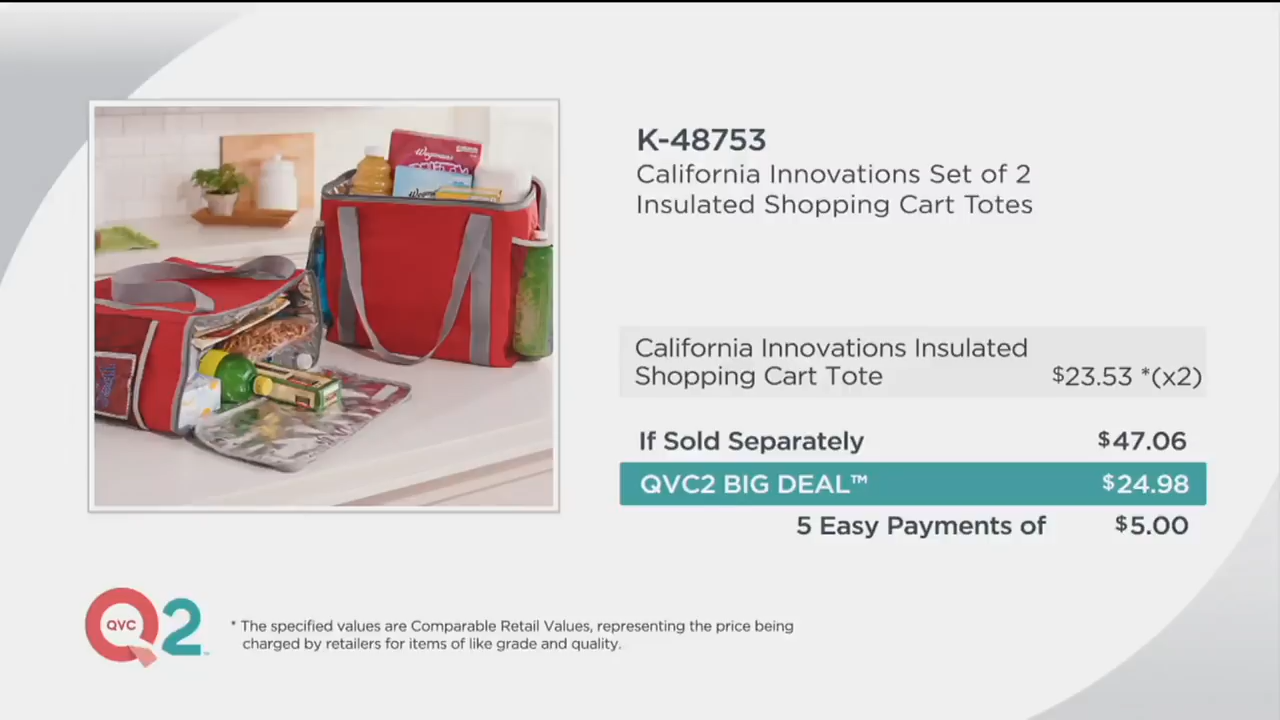 K-48753
California Innovations Set of 2
Insulated Shopping Cart Totes
California Innovations Insulated
Shopping Cart Tote $23.53 *(x2)
If Sold Separately $47.06
QVC2 BIG DEAL™ $24.98
5 Easy Payments of $5.00
QVC 2
* The specified values are Comparable Retail Values, representing the price being
charged by retailers for items of like grade and quality.
Wegmans